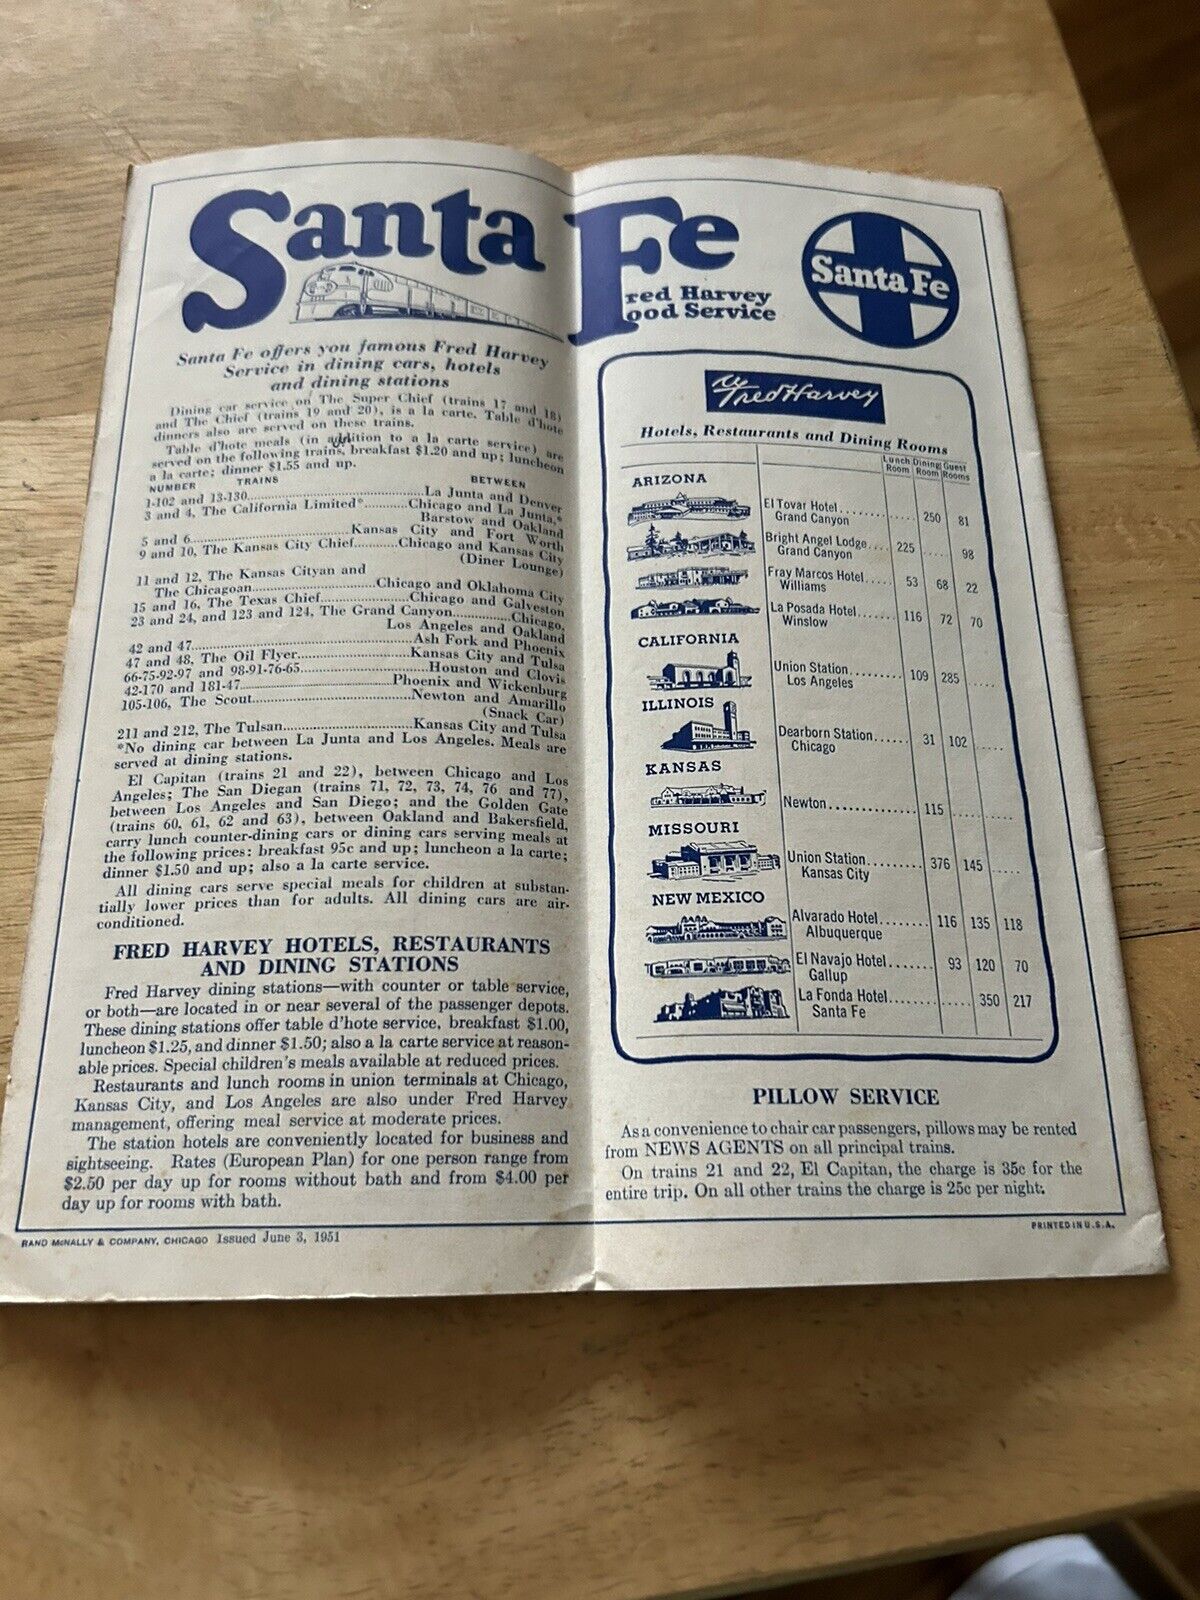 Santa Fe
Fred Harvey
Food Service
Santa Fe
Santa Fe offers you famous Fred Harvey
Service in dining cars, hotels
and dining stations
Dining car service on The Super Chief (trains 17 and 18)
and The Chief (trains 19 and 20), is a la carte. Table d'hote
dinners also are served on these trains.
Table d'hote meals (in addition to a la carte service) are
served on the following trains, breakfast $1.20 and up; luncheon
a la carte; dinner $1.55 and up.
NUMBER TRAINS BETWEEN
1-102 and 13-130 La Junta and Denver
3 and 4, The California Limited* Chicago and La Junta,*
Barstow and Oakland
5 and 6 Kansas City and Fort Worth
9 and 10, The Kansas City Chief Chicago and Kansas City
(Diner Lounge)
11 and 12, The Kansas Cityan and
The Chicagoan Chicago and Oklahoma City
15 and 16, The Texas Chief Chicago and Galveston
23 and 24, and 123 and 124, The Grand Canyon Chicago,
Los Angeles and Oakland
42 and 47 Ash Fork and Phoenix
47 and 48, The Oil Flyer Kansas City and Tulsa
66-75-92-97 and 98-91-76-65 Houston and Clovis
42-170 and 181-47 Phoenix and Wickenburg
105-106, The Scout Newton and Amarillo
(Snack Car)
211 and 212, The Tulsan Kansas City and Tulsa
*No dining car between La Junta and Los Angeles. Meals are
served at dining stations.
El Capitan (trains 21 and 22), between Chicago and Los
Angeles; The San Diegan (trains 71, 72, 73, 74, 76 and 77),
between Los Angeles and San Diego; and the Golden Gate
(trains 60, 61, 62 and 63), between Oakland and Bakersfield,
carry lunch counter-dining cars or dining cars serving meals at
the following prices: breakfast 95c and up; luncheon a la carte;
dinner $1.50 and up; also a la carte service.
All dining cars serve special meals for children at substan-
tially lower prices than for adults. All dining cars are air-
conditioned.
FRED HARVEY HOTELS, RESTAURANTS
AND DINING STATIONS
Fred Harvey dining stations—with counter or table service,
or both—are located in or near several of the passenger depots.
These dining stations offer table d'hote service, breakfast $1.00,
luncheon $1.25, and dinner $1.50; also a la carte service at reason-
able prices. Special children's meals available at reduced prices.
Restaurants and lunch rooms in union terminals at Chicago,
Kansas City, and Los Angeles are also under Fred Harvey
management, offering meal service at moderate prices.
The station hotels are conveniently located for business and
sightseeing. Rates (European Plan) for one person range from
$2.50 per day up for rooms without bath and from $4.00 per
day up for rooms with bath.
RAND McNALLY & COMPANY, CHICAGO Issued June 3, 1951
Fred Harvey
Hotels, Restaurants and Dining Rooms
Lunch Room Dining Room Guest Rooms
ARIZONA
El Tovar Hotel 250 81
Grand Canyon
Bright Angel Lodge 225 98
Grand Canyon
Fray Marcos Hotel 53 68 22
Williams
La Posada Hotel 116 72 70
Winslow
CALIFORNIA
Union Station 109 285
Los Angeles
ILLINOIS
Dearborn Station 31 102
Chicago
KANSAS
Newton 115
MISSOURI
Union Station 376 145
Kansas City
NEW MEXICO
Alvarado Hotel 116 135 118
Albuquerque
El Navajo Hotel 93 120 70
Gallup
La Fonda Hotel 350 217
Santa Fe
PILLOW SERVICE
As a convenience to chair car passengers, pillows may be rented
from NEWS AGENTS on all principal trains.
On trains 21 and 22, El Capitan, the charge is 35c for the
entire trip. On all other trains the charge is 25c per night.
PRINTED IN U.S.A.